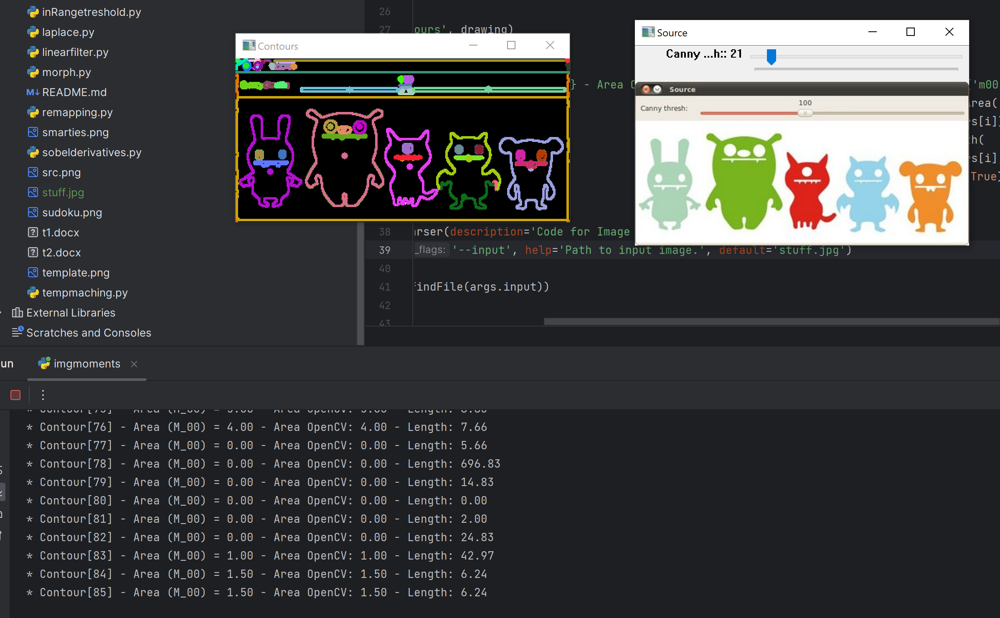 inRangetreshold.py
laplace.py
linearfilter.py
morph.py
README.md
remapping.py
smarties.png
sobelderivatives.py
src.png
stuff.jpg
sudoku.png
t1.docx
t2.docx
template.png
tempmaching.py
External Libraries
Scratches and Consoles
26
27 ours', drawing)
} - Area
'm00
Area(
s[i])
h(
s[i],
True)
38 rser(description='Code for Image
39 _flags: '--input', help='Path to input image.', default='stuff.jpg')
40
41 indFile(args.input))
42
43
Contours
Source
Canny ...h:: 21
Source
100
Canny thresh:
un
imgmoments
* Contour[76] - Area (M_00) = 4.00 - Area OpenCV: 4.00 - Length: 7.66
* Contour[77] - Area (M_00) = 0.00 - Area OpenCV: 0.00 - Length: 5.66
* Contour[78] - Area (M_00) = 0.00 - Area OpenCV: 0.00 - Length: 696.83
* Contour[79] - Area (M_00) = 0.00 - Area OpenCV: 0.00 - Length: 14.83
* Contour[80] - Area (M_00) = 0.00 - Area OpenCV: 0.00 - Length: 0.00
* Contour[81] - Area (M_00) = 0.00 - Area OpenCV: 0.00 - Length: 2.00
* Contour[82] - Area (M_00) = 0.00 - Area OpenCV: 0.00 - Length: 24.83
* Contour[83] - Area (M_00) = 1.00 - Area OpenCV: 1.00 - Length: 42.97
* Contour[84] - Area (M_00) = 1.50 - Area OpenCV: 1.50 - Length: 6.24
* Contour[85] - Area (M_00) = 1.50 - Area OpenCV: 1.50 - Length: 6.24